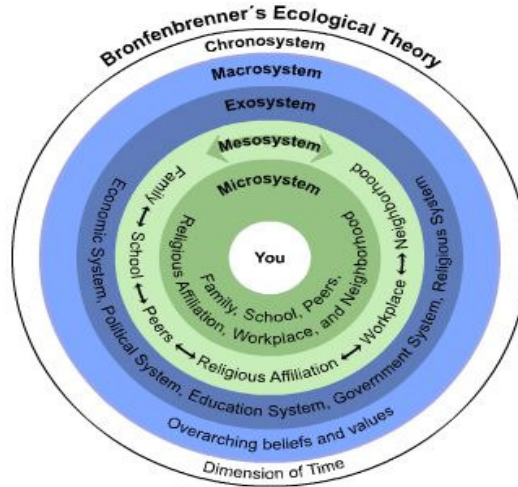 Bronfenbrenner´s Ecological Theory
Chronosystem
Macrosystem
Exosystem
Mesosystem
Microsystem
You
Family, School, Peers,
Religious Affiliation, Workplace, and Neighborhood
Family ↔ School ↔ Peers ↔ Religious Affiliation ↔ Workplace ↔ Neighborhood
Economic System, Political System, Education System, Government System, Religious System
Overarching beliefs and values
Dimension of Time